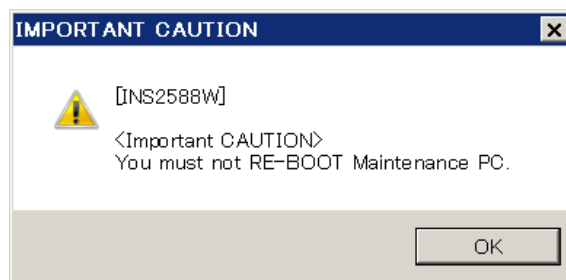 IMPORTANT CAUTION
[INS2588W]
<Important CAUTION>
You must not RE-BOOT Maintenance PC.
OK